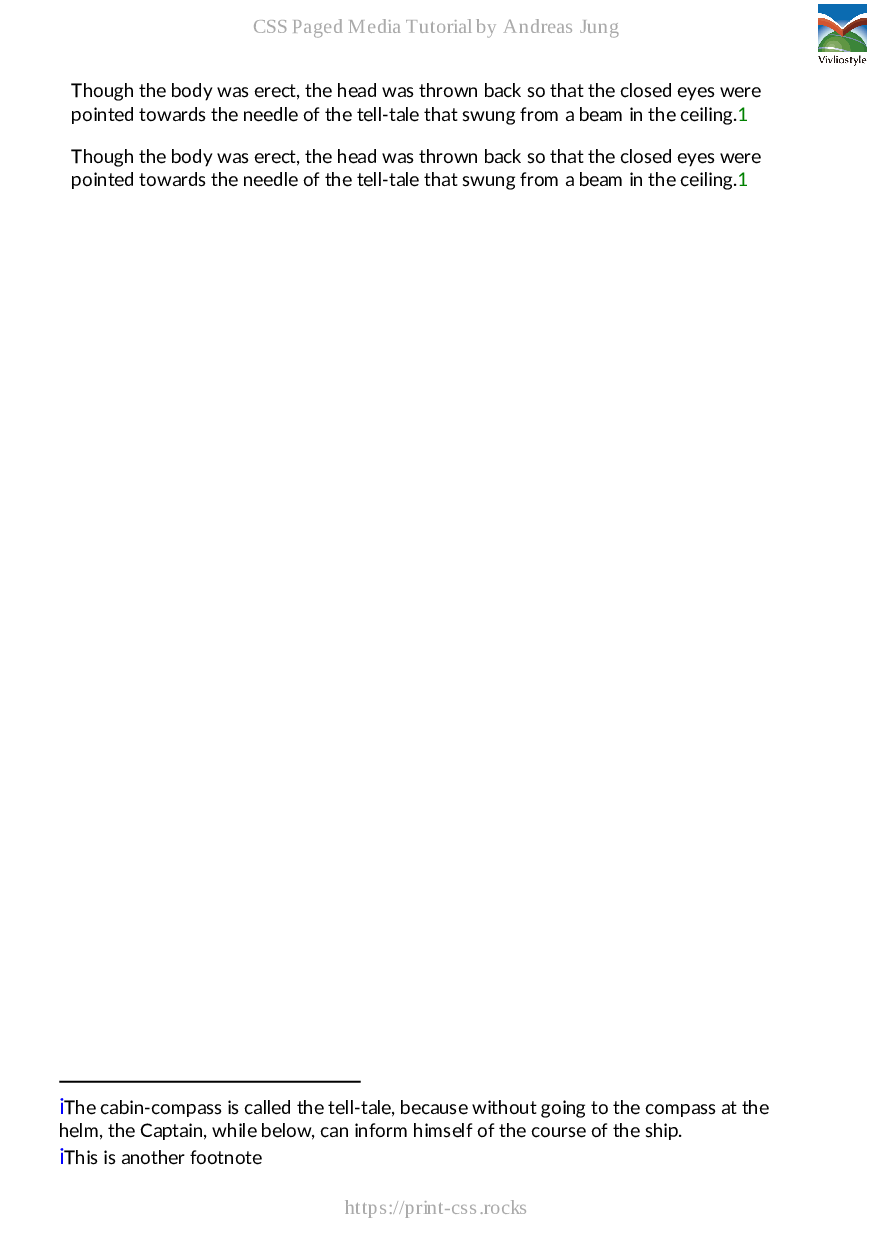 CSS Paged Media Tutorial by Andreas Jung
Vivliostyle
Though the body was erect, the head was thrown back so that the closed eyes were
pointed towards the needle of the tell-tale that swung from a beam in the ceiling.1
Though the body was erect, the head was thrown back so that the closed eyes were
pointed towards the needle of the tell-tale that swung from a beam in the ceiling.1
iThe cabin-compass is called the tell-tale, because without going to the compass at the
helm, the Captain, while below, can inform himself of the course of the ship.
iThis is another footnote
https://print-css.rocks